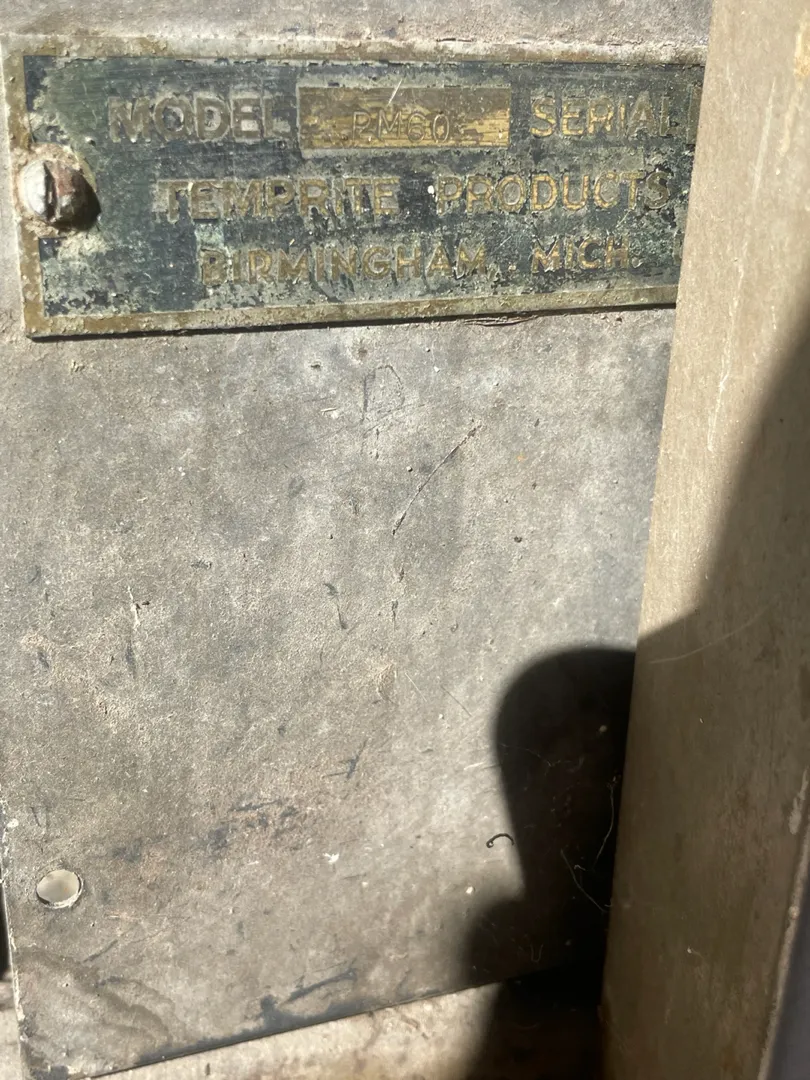 MODEL PM60 SERIAL
TEMPRITE PRODUCTS
BIRMINGHAM, MICH.